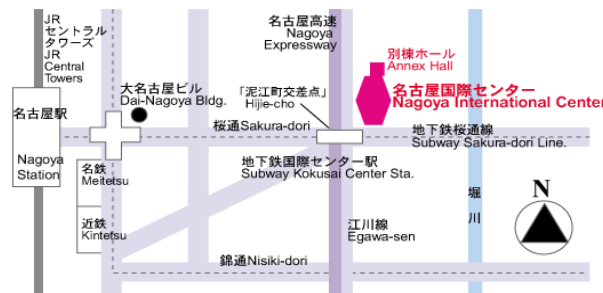 JR
セントラル
タワーズ
JR
Central
Towers
名古屋駅
Nagoya
Station
大名古屋ビル
Dai-Nagoya Bldg.
名古屋高速
Nagoya
Expressway
「泥江町交差点」
Hijie-cho
別棟ホール
Annex Hall
名古屋国際センター
Nagoya International Center
桜通Sakura-dori
地下鉄桜通線
Subway Sakura-dori Line.
地下鉄国際センター駅
Subway Kokusai Center Sta.
名鉄
Meitetsu
近鉄
Kintetsu
江川線
Egawa-sen
堀川
N
錦通Nisiki-dori